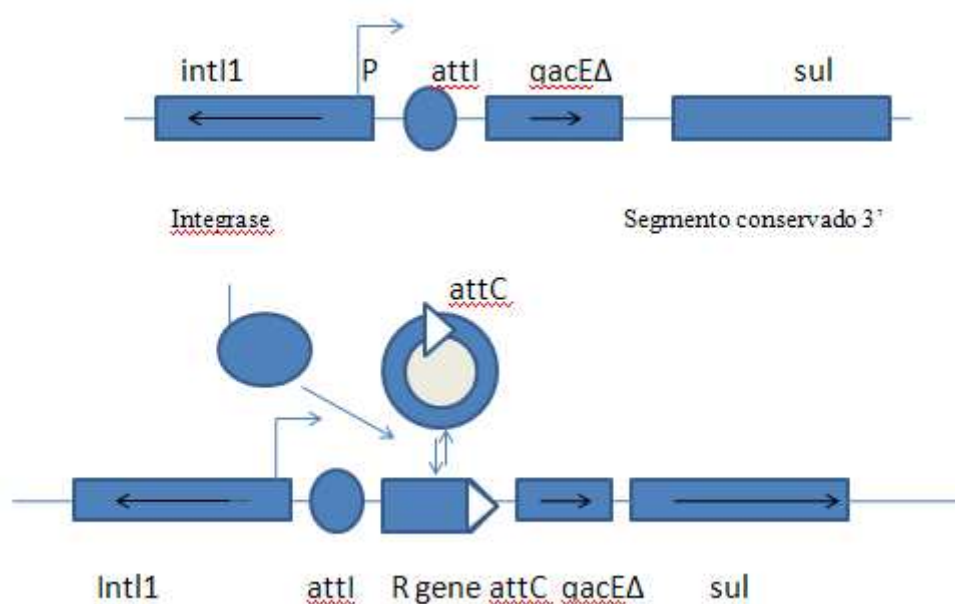 intI1 P attI qacEΔ sul
Integrase Segmento conservado 3’
attC
IntI1 attI R gene attC qacEΔ sul